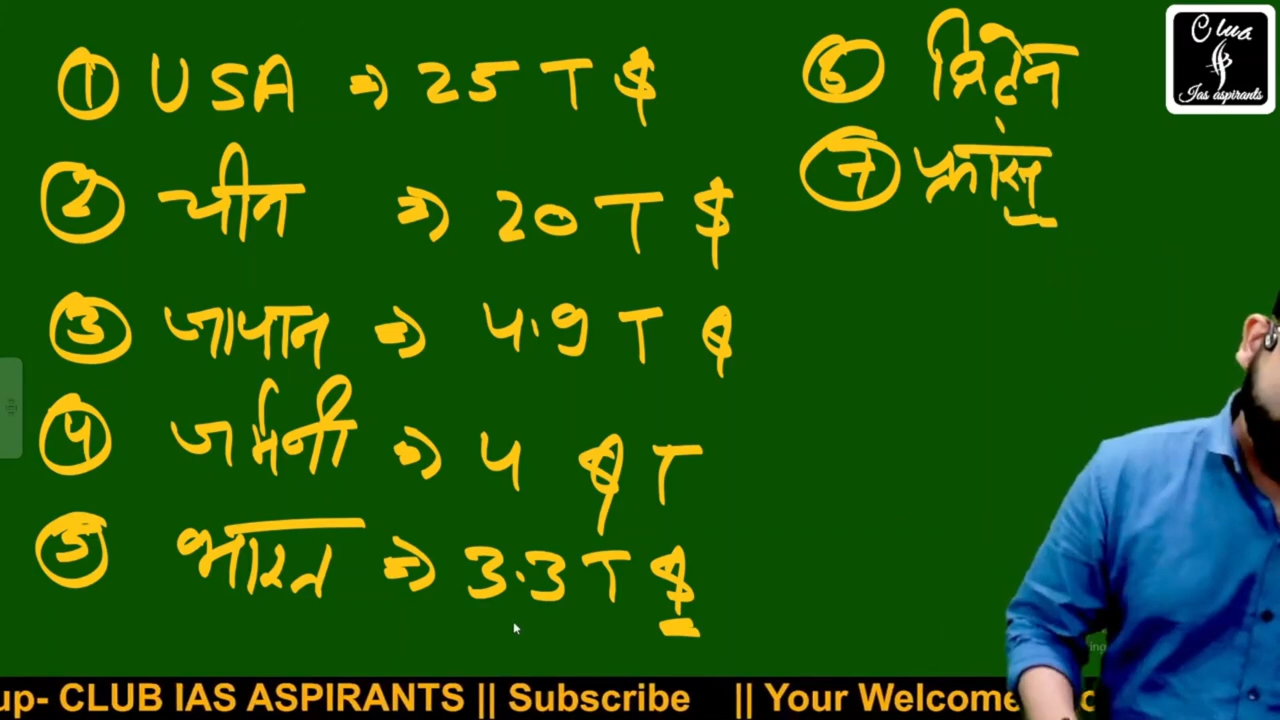 ① USA ⇒ 25 T $
② चीन ⇒ 20 T $
③ जापान ⇒ 4.9 T $
④ जर्मनी ⇒ 4 $ T
⑤ भारत ⇒ 3.3 T $
⑥ ब्रिटेन
⑦ फ्रांस
Club
Ias aspirants
up- CLUB IAS ASPIRANTS || Subscribe || Your Welcome